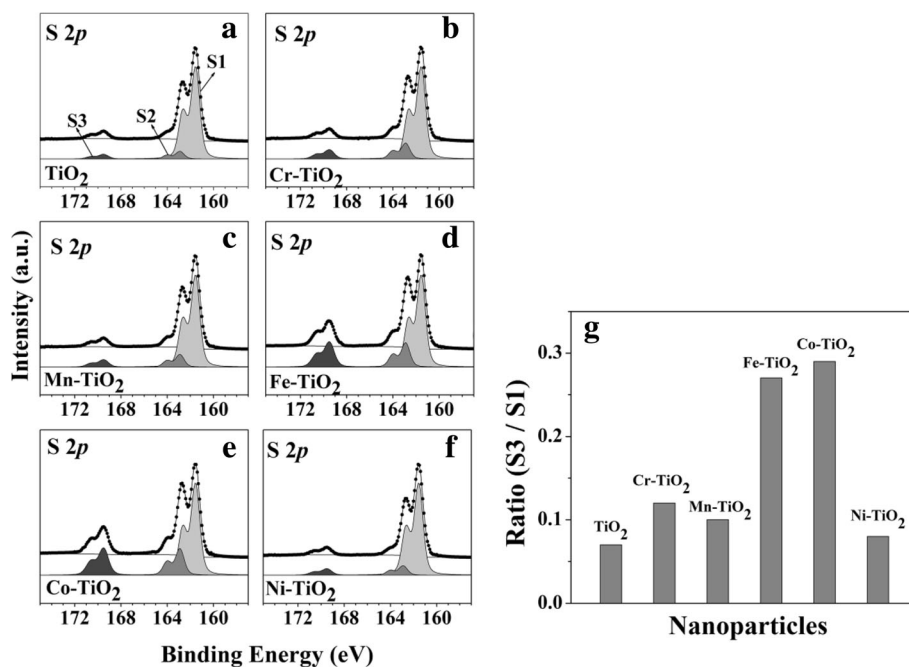 a
S 2p
S1
S2
S3
TiO2
172 168 164 160
b
S 2p
Cr-TiO2
172 168 164 160
c
S 2p
Mn-TiO2
172 168 164 160
d
S 2p
Fe-TiO2
172 168 164 160
e
S 2p
Co-TiO2
172 168 164 160
f
S 2p
Ni-TiO2
172 168 164 160
Intensity (a.u.)
Binding Energy (eV)
g
0.3
0.2
0.1
0.0
Ratio (S3 / S1)
TiO2
Cr-TiO2
Mn-TiO2
Fe-TiO2
Co-TiO2
Ni-TiO2
Nanoparticles